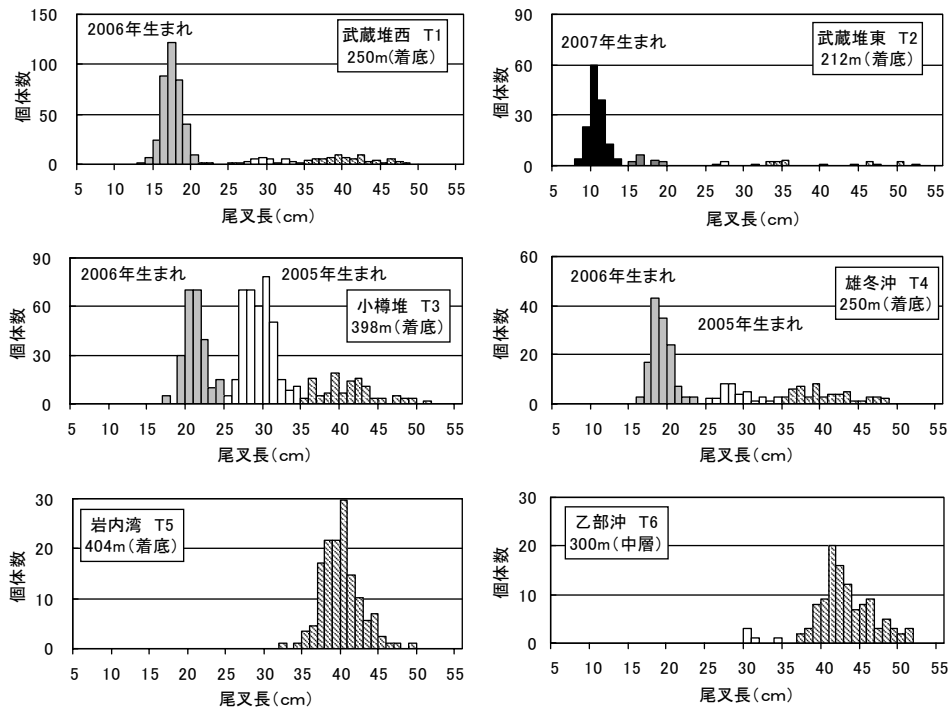 150
100
50
0
個体数
2006年生まれ
武蔵堆西 T1
250m(着底)
5 10 15 20 25 30 35 40 45 50 55
尾叉長(cm)
90
60
30
0
個体数
2007年生まれ
武蔵堆東 T2
212m(着底)
5 10 15 20 25 30 35 40 45 50 55
尾叉長(cm)
90
60
30
0
個体数
2006年生まれ
2005年生まれ
小樽堆 T3
398m(着底)
5 10 15 20 25 30 35 40 45 50 55
尾叉長(cm)
60
40
20
0
個体数
2006年生まれ
2005年生まれ
雄冬沖 T4
250m(着底)
5 10 15 20 25 30 35 40 45 50 55
尾叉長(cm)
30
20
10
0
個体数
岩内湾 T5
404m(着底)
5 10 15 20 25 30 35 40 45 50 55
尾叉長(cm)
30
20
10
0
個体数
乙部沖 T6
300m(中層)
5 10 15 20 25 30 35 40 45 50 55
尾叉長(cm)